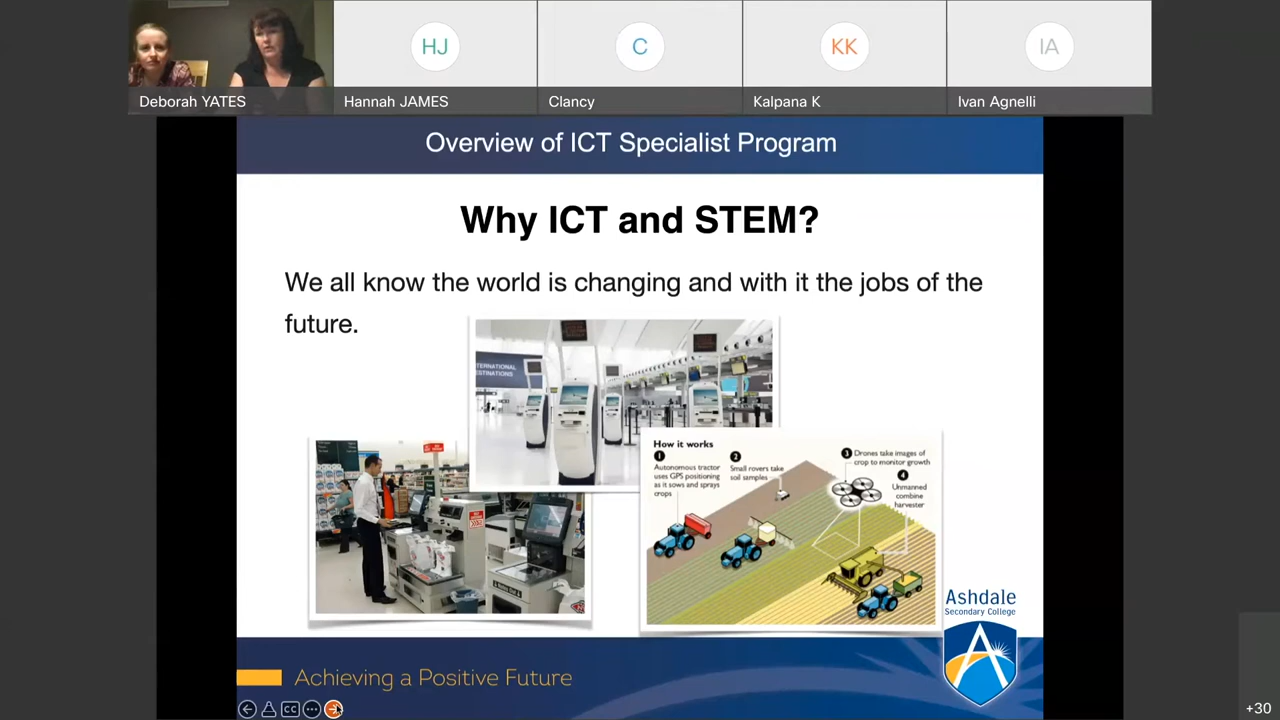 HJ
C
KK
IA
Deborah YATES
Hannah JAMES
Clancy
Kalpana K
Ivan Agnelli
Overview of ICT Specialist Program
Why ICT and STEM?
We all know the world is changing and with it the jobs of the
future.
How it works
1
Autonomous tractor
uses GPS positioning
as it sows and sprays
crops
2
Small rovers take
soil samples
3 Drones take images of
crop to monitor growth
4
Unmanned
combine
harvester
Ashdale
Secondary College
Achieving a Positive Future
CC
+30